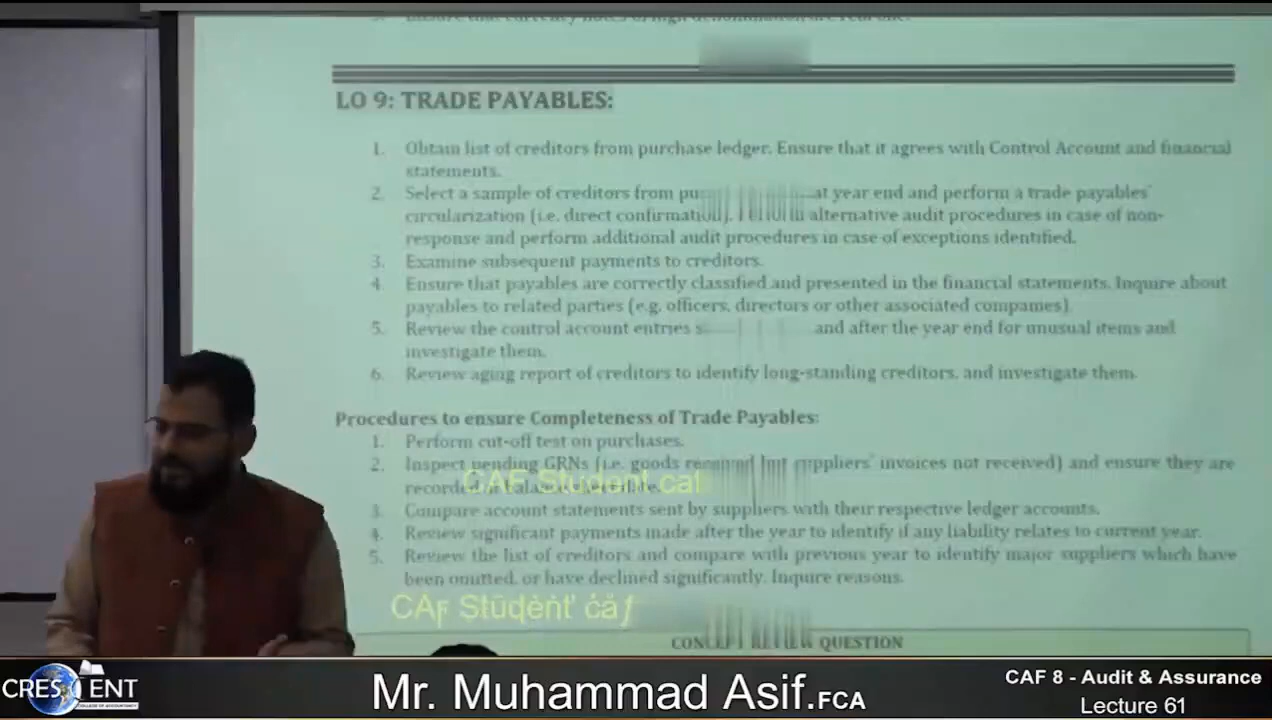 LO 9: TRADE PAYABLES:
1. Obtain list of creditors from purchase ledger. Ensure that it agrees with Control Account and financial
statements.
2. Select a sample of creditors from at year end and perform a trade payables'
circularization (i.e. direct confirmation). alternative audit procedures in case of non-
response and perform additional audit procedures in case of exceptions identified.
3. Examine subsequent payments to creditors.
4. Ensure that payables are correctly classified and presented in the financial statements. Inquire about
payables to related parties (e.g. officers, directors or other associated companies).
5. Review the control account entries and after the year end for unusual items and
investigate them.
6. Review aging report of creditors to identify long-standing creditors, and investigate them.
Procedures to ensure Completeness of Trade Payables:
1. Perform cut-off test on purchases.
2. Inspect pending GRNs (i.e. goods received but suppliers' invoices not received) and ensure they are
recorded
CAF Student caf
3. Compare account statements sent by suppliers with their respective ledger accounts.
4. Review significant payments made after the year to identify if any liability relates to current year.
5. Review the list of creditors and compare with previous year to identify major suppliers which have
been omitted, or have declined significantly. Inquire reasons.
CONCEPT REVIEW QUESTION
CRESCENT
COLLEGE OF ACCOUNTANCY
Mr. Muhammad Asif.FCA
CAF 8 - Audit & Assurance
Lecture 61